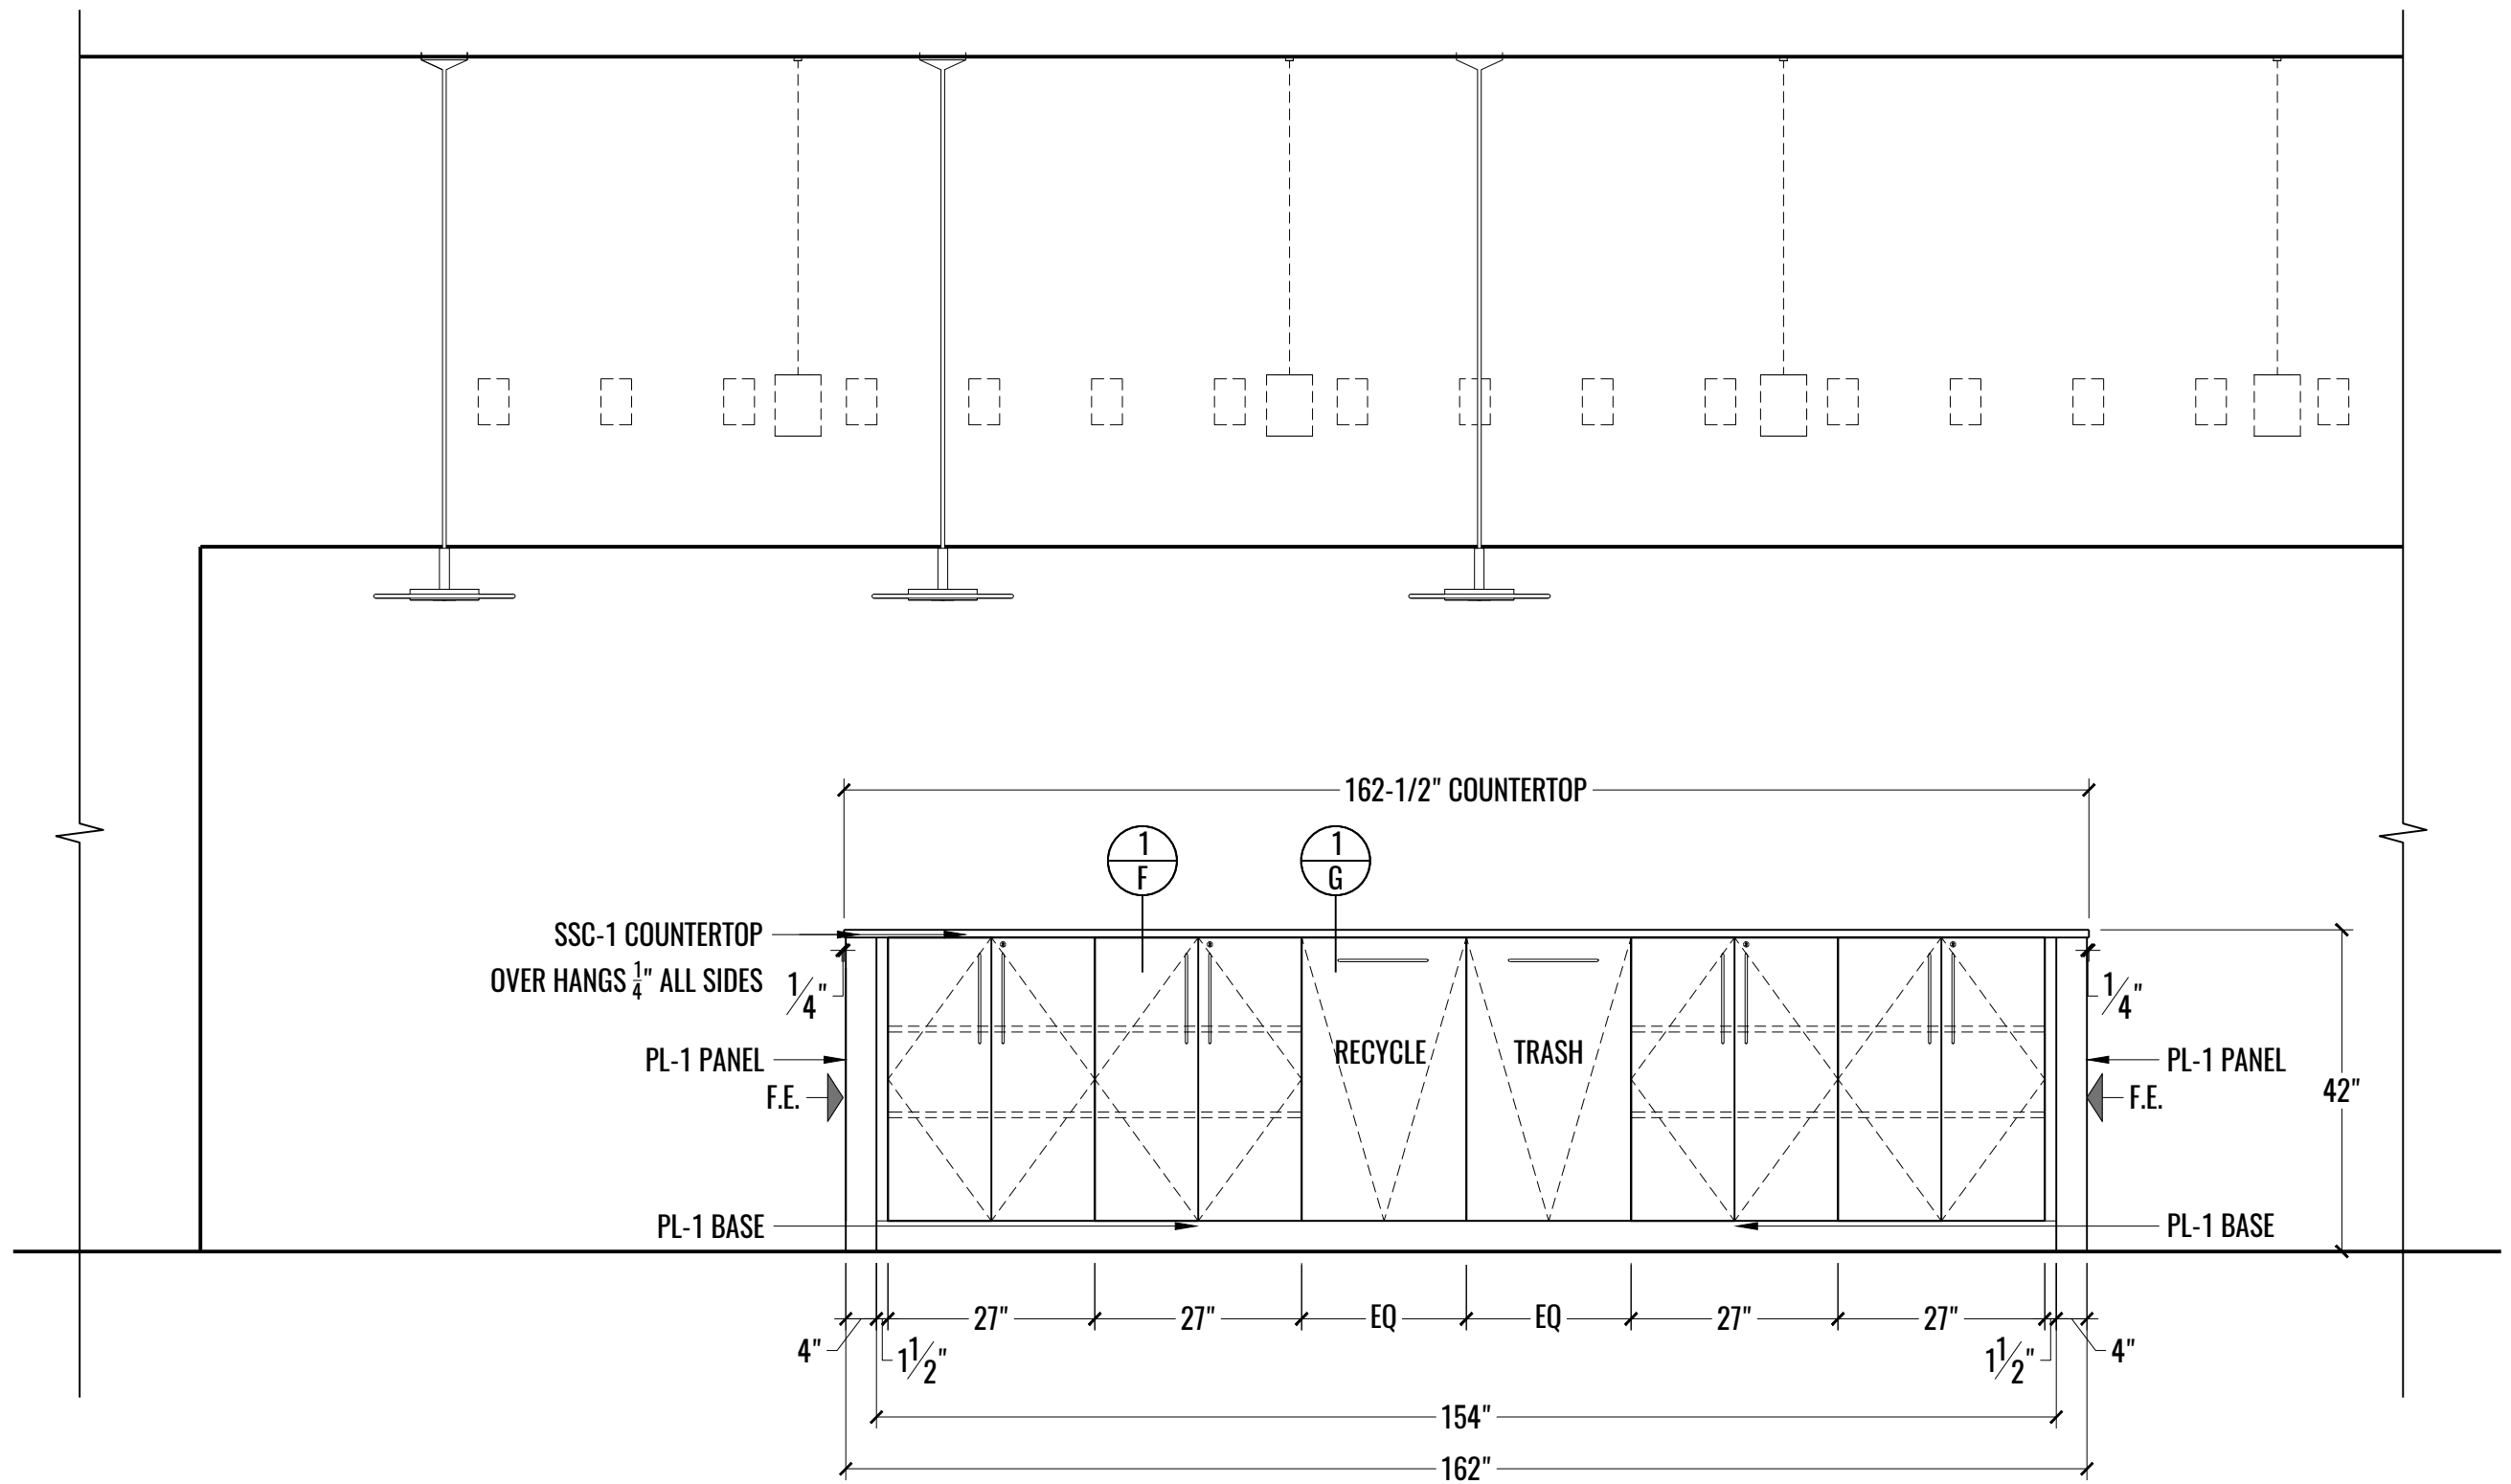 162-1/2" COUNTERTOP
1
F
1
G
SSC-1 COUNTERTOP
OVER HANGS 1/4" ALL SIDES
1/4"
1/4"
PL-1 PANEL
RECYCLE
TRASH
PL-1 PANEL
F.E.
F.E.
42"
PL-1 BASE
PL-1 BASE
27"
27"
EQ
EQ
27"
27"
4"
1 1/2"
1 1/2"
4"
154"
162"